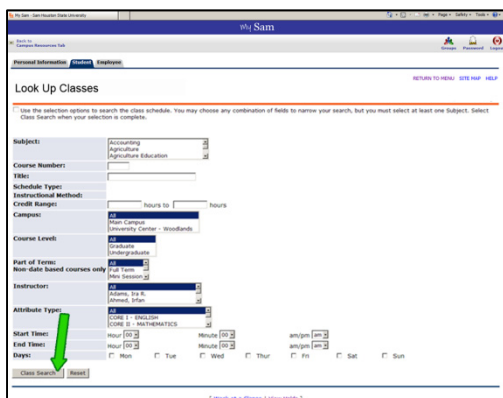 My Sam - Sam Houston State University
Page Safety Tools
My Sam
Back to
Campus Resources Tab
Groups Password Logout
Personal Information Student Employee
RETURN TO MENU SITE MAP HELP
Look Up Classes
Use the selection options to search the class schedule. You may choose any combination of fields to narrow your search, but you must select at least one Subject. Select
Class Search when your selection is complete.
Subject:
Accounting
Agriculture
Agriculture Education
Course Number:
Title:
Schedule Type:
Instructional Method:
Credit Range: hours to hours
Campus:
All
Main Campus
University Center - Woodlands
Course Level:
All
Graduate
Undergraduate
Part of Term:
Non-date based courses only
All
Full Term
Mini Session
Instructor:
All
Adams, Ira R.
Ahmed, Irfan
Attribute Type:
All
CORE I - ENGLISH
CORE II - MATHEMATICS
Start Time: Hour 00 Minute 00 am/pm am
End Time: Hour 00 Minute 00 am/pm am
Days: Mon Tue Wed Thur Fri Sat Sun
Class Search Reset